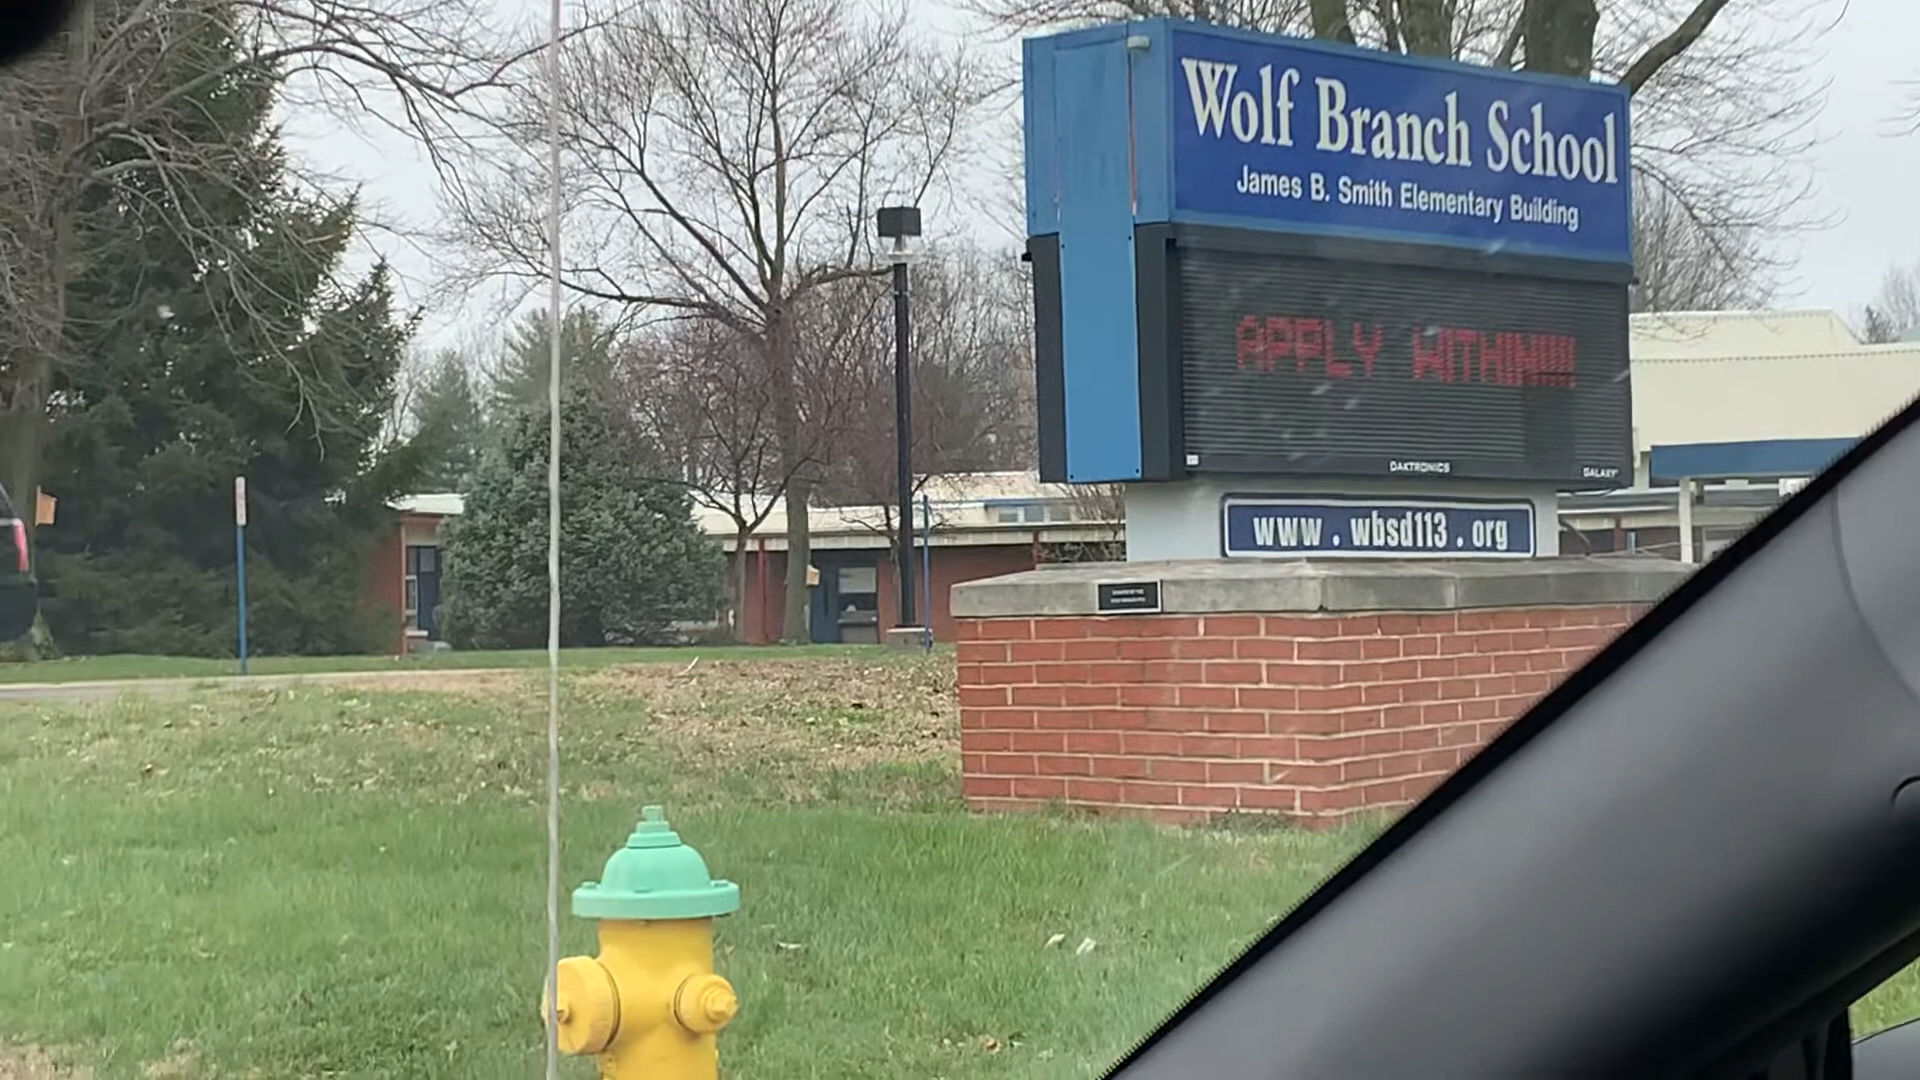 Wolf Branch School
James B. Smith Elementary Building
APPLY WITHIN!!!!
DAKTRONICS
GALAXY
www . wbsd113 . org